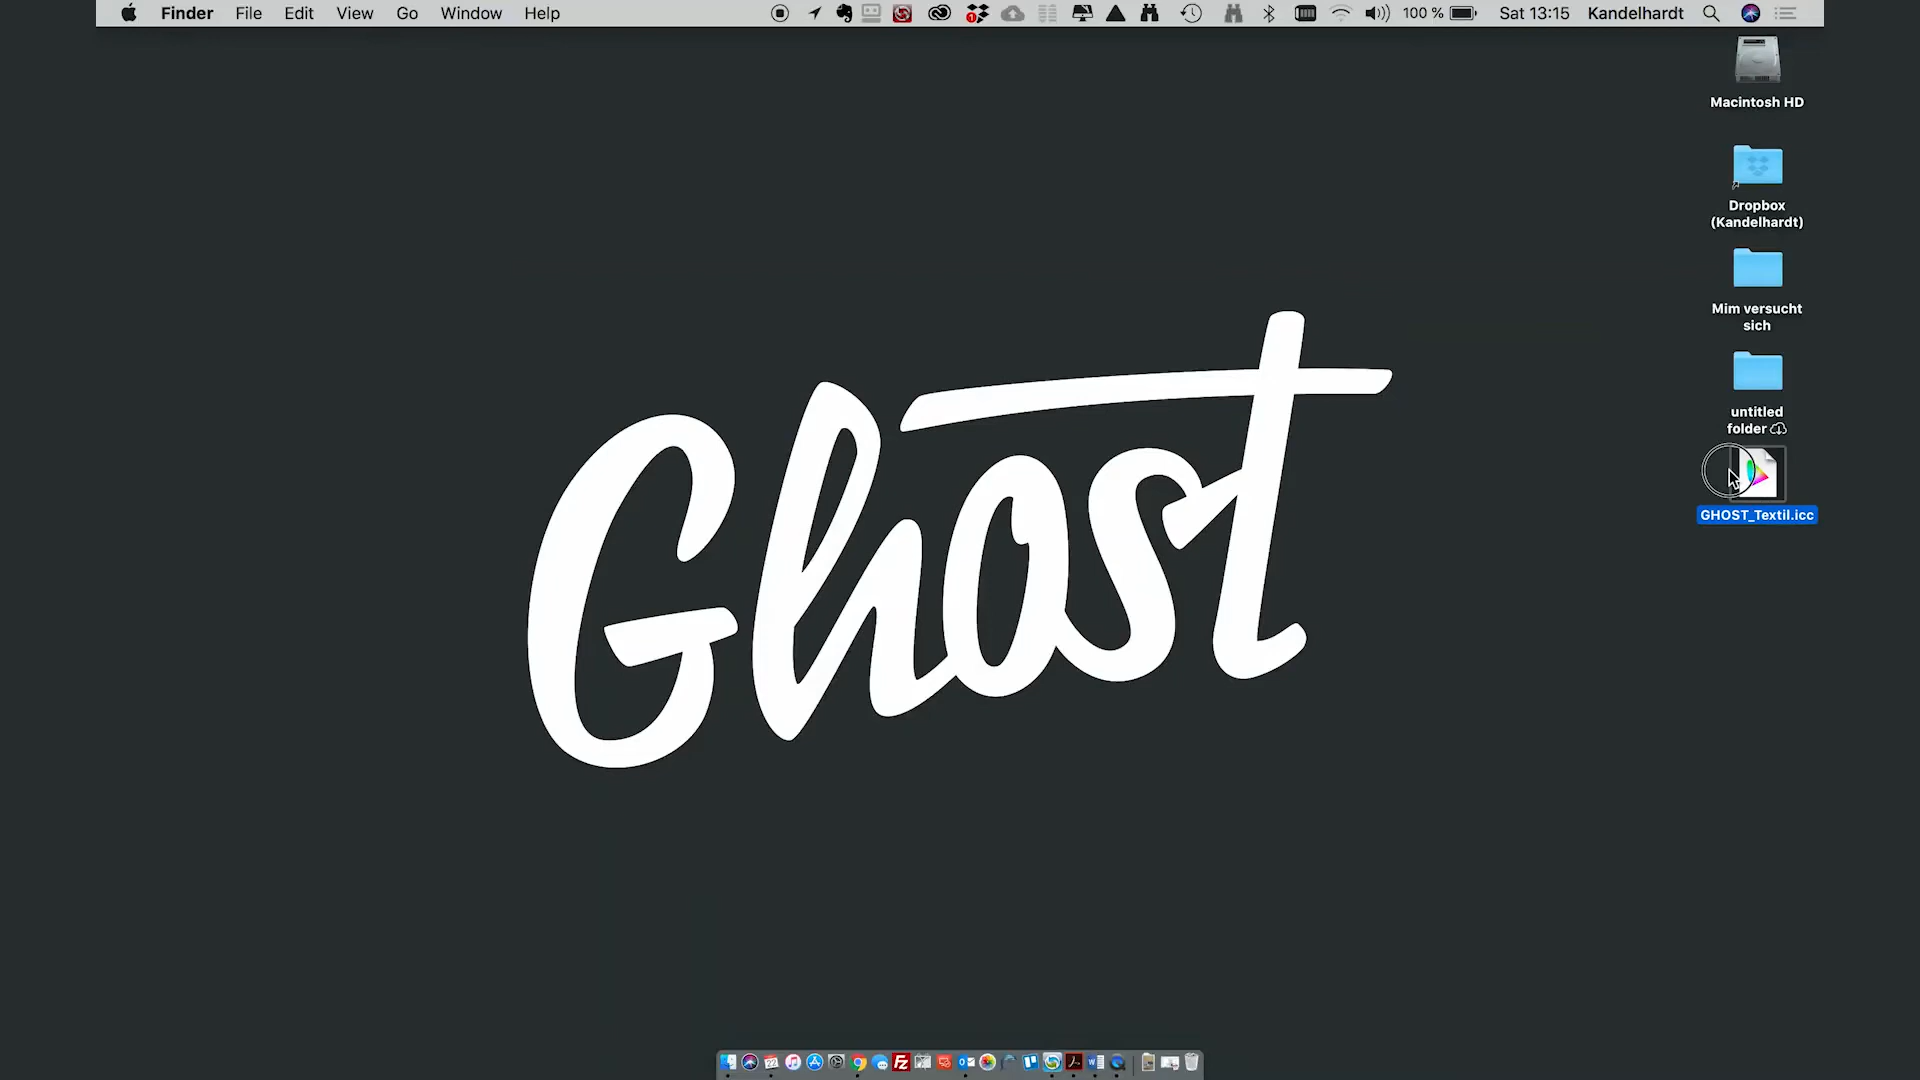 Finder File Edit View Go Window Help 100 % Sat 13:15 Kandelhardt
Macintosh HD
Dropbox
(Kandelhardt)
Mim versucht
sich
untitled
folder
GHOST_Textil.icc
Ghost